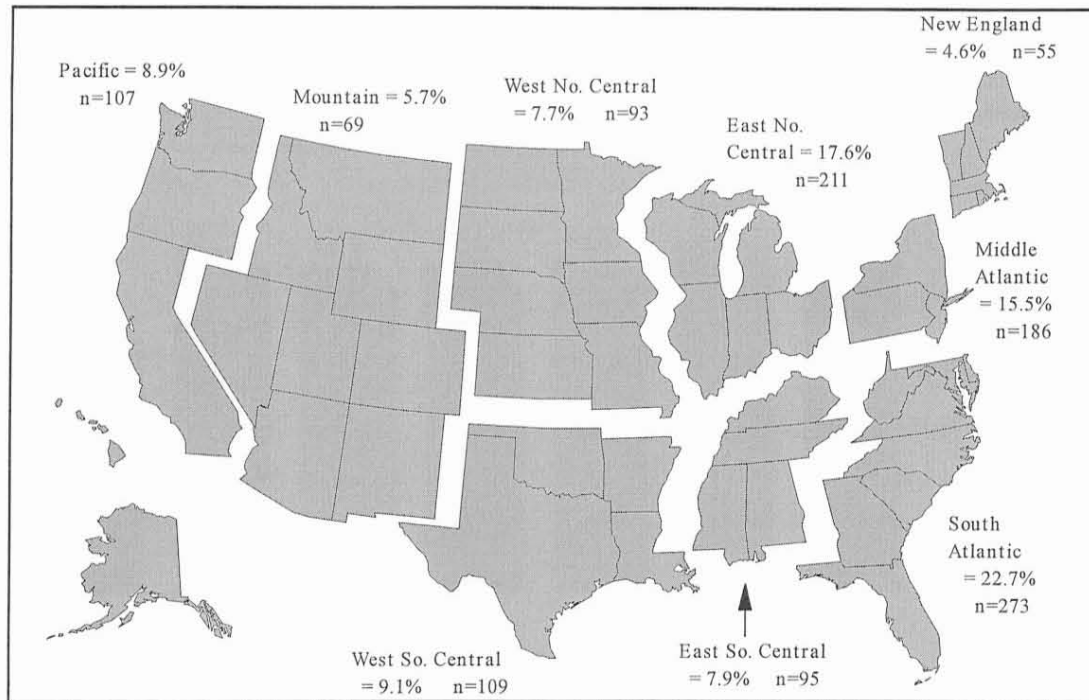 New England
= 4.6% n=55
Pacific = 8.9%
n=107
Mountain = 5.7%
n=69
West No. Central
= 7.7% n=93
East No.
Central = 17.6%
n=211
Middle
Atlantic
= 15.5%
n=186
South
Atlantic
= 22.7%
n=273
West So. Central
= 9.1% n=109
East So. Central
= 7.9% n=95